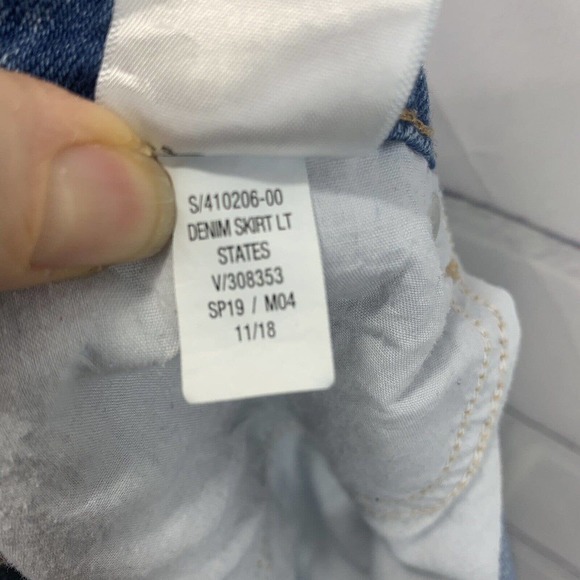 S/410206-00
DENIM SKIRT LT
STATES
V/308353
SP19 / M04
11/18